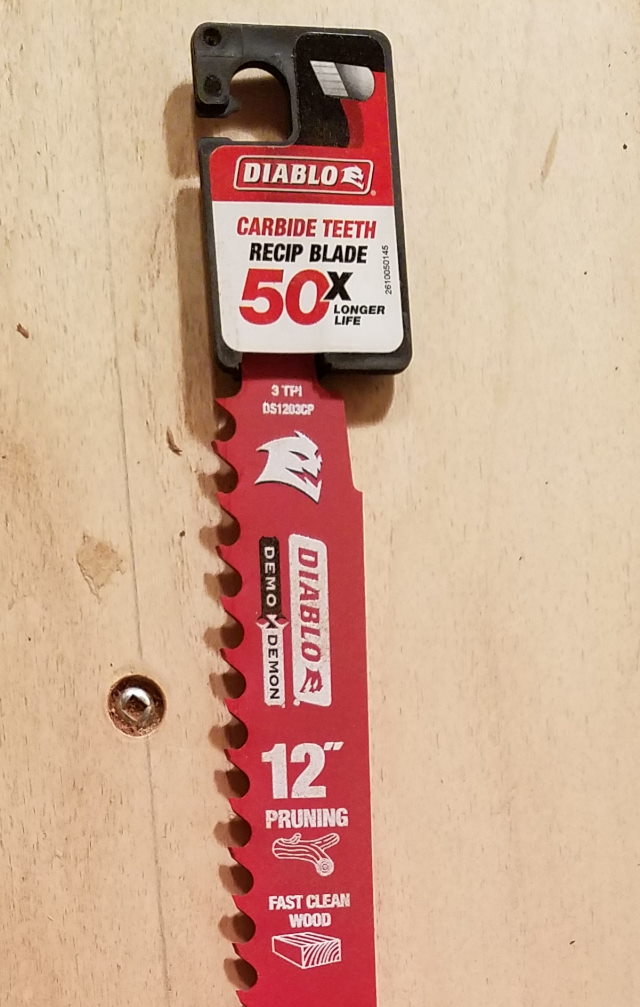 DIABLO
CARBIDE TEETH
RECIP BLADE
50X
LONGER
LIFE
2610050145
3 TPI
DS1203CP
DIABLO
DEMO DEMON
12"
PRUNING
FAST CLEAN
WOOD